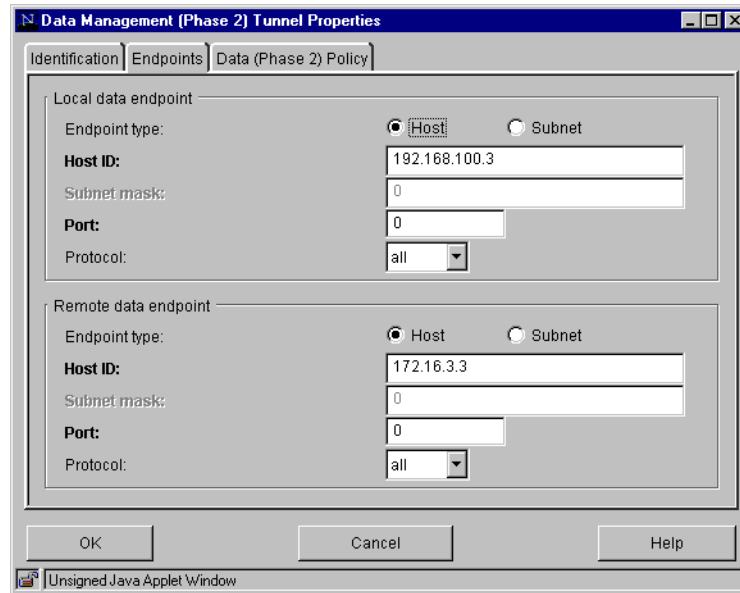 N Data Management (Phase 2) Tunnel Properties
Identification Endpoints Data (Phase 2) Policy
Local data endpoint
Endpoint type: Host Subnet
Host ID: 192.168.100.3
Subnet mask: 0
Port: 0
Protocol: all
Remote data endpoint
Endpoint type: Host Subnet
Host ID: 172.16.3.3
Subnet mask: 0
Port: 0
Protocol: all
OK Cancel Help
Unsigned Java Applet Window